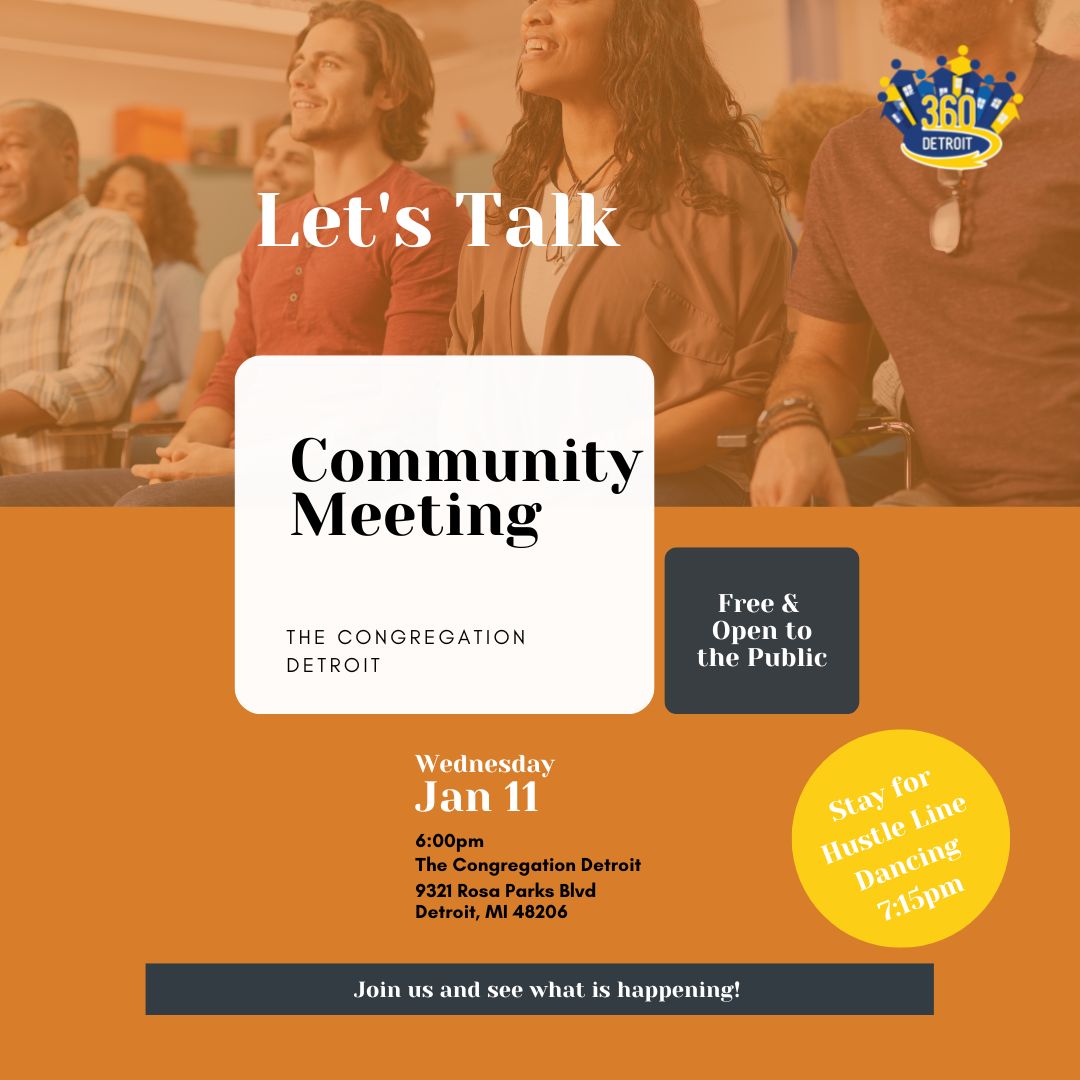 360
DETROIT
Let's Talk
Community
Meeting
THE CONGREGATION
DETROIT
Free &
Open to
the Public
Wednesday
Jan 11
6:00pm
The Congregation Detroit
9321 Rosa Parks Blvd
Detroit, MI 48206
Stay for
Hustle Line
Dancing
7:15pm
Join us and see what is happening!